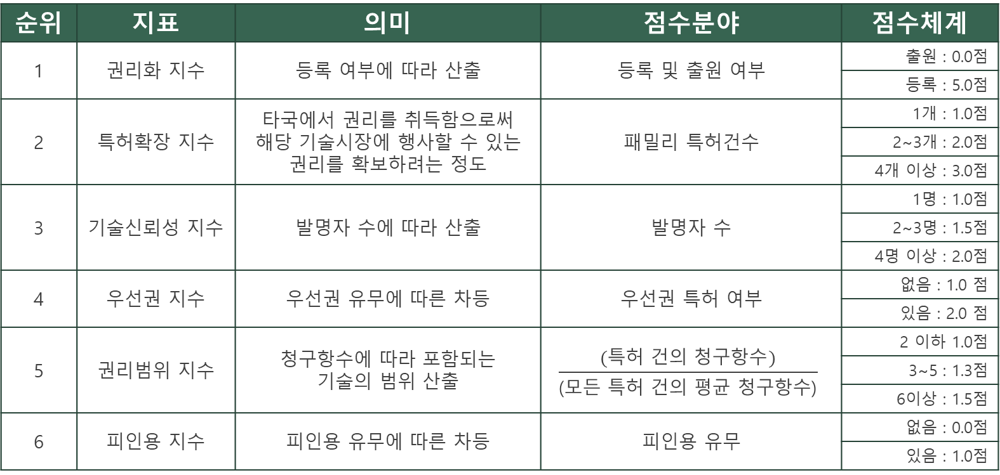 순위 지표 의미 점수분야 점수체계
1 권리화 지수 등록 여부에 따라 산출 등록 및 출원 여부
출원 : 0.0점
등록 : 5.0점
2 특허확장 지수
타국에서 권리를 취득함으로써
해당 기술시장에 행사할 수 있는
권리를 확보하려는 정도
패밀리 특허건수
1개 : 1.0점
2~3개 : 2.0점
4개 이상 : 3.0점
3 기술신뢰성 지수 발명자 수에 따라 산출 발명자 수
1명 : 1.0점
2~3명 : 1.5점
4명 이상 : 2.0점
4 우선권 지수 우선권 유무에 따른 차등 우선권 특허 여부
없음 : 1.0 점
있음 : 2.0 점
5 권리범위 지수
청구항수에 따라 포함되는
기술의 범위 산출
(특허 건의 청구항수)
(모든 특허 건의 평균 청구항수)
2 이하 1.0점
3~5 : 1.3점
6이상 : 1.5점
6 피인용 지수 피인용 유무에 따른 차등 피인용 유무
없음 : 0.0점
있음 : 1.0점